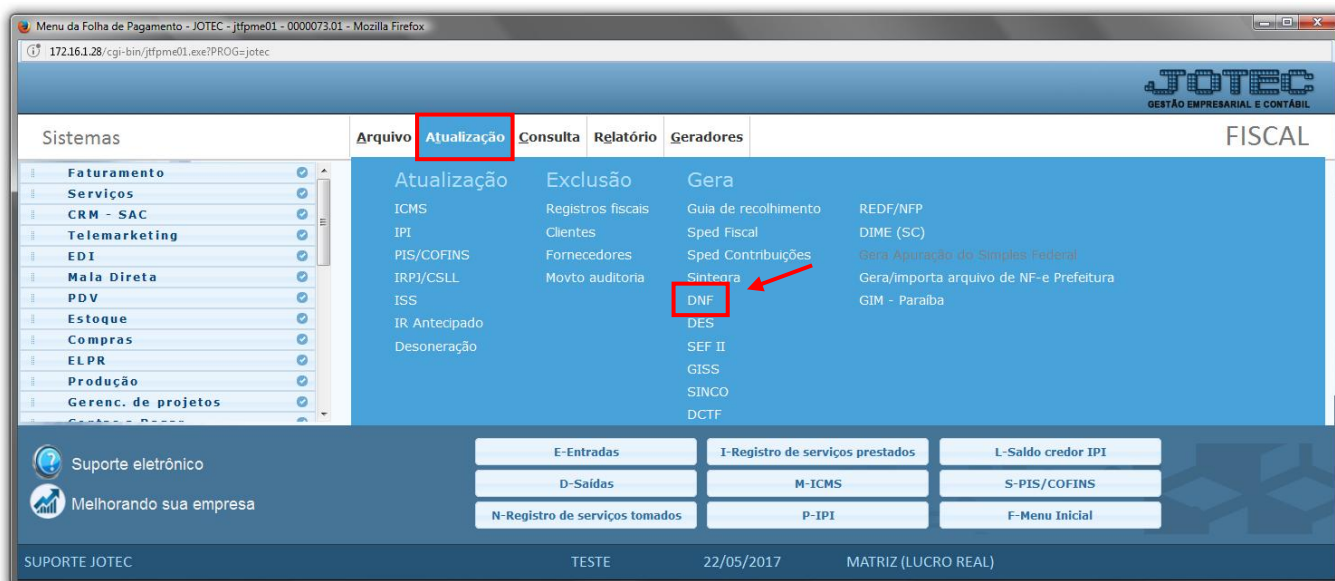 Menu da Folha de Pagamento - JOTEC - jtfpme01 - 0000073.01 - Mozilla Firefox
172.16.1.28/cgi-bin/jtfpme01.exe?PROG=jotec
JOTEC
GESTÃO EMPRESARIAL E CONTÁBIL
Sistemas
Arquivo Atualização Consulta Relatório Geradores
FISCAL
Faturamento
Serviços
CRM - SAC
Telemarketing
EDI
Mala Direta
PDV
Estoque
Compras
ELPR
Produção
Gerenc. de projetos
Atualização
ICMS
IPI
PIS/COFINS
IRPJ/CSLL
ISS
IR Antecipado
Desoneração
Exclusão
Registros fiscais
Clientes
Fornecedores
Movto auditoria
Gera
Guia de recolhimento
Sped Fiscal
Sped Contribuições
Sintegra
DNF
DES
SEF II
GISS
SINCO
DCTF
REDF/NFP
DIME (SC)
Gera Apuração do Simples Federal
Gera/importa arquivo de NF-e Prefeitura
GIM - Paraíba
Suporte eletrônico
Melhorando sua empresa
E-Entradas
I-Registro de serviços prestados
L-Saldo credor IPI
D-Saídas
M-ICMS
S-PIS/COFINS
N-Registro de serviços tomados
P-IPI
F-Menu Inicial
SUPORTE JOTEC
TESTE
22/05/2017
MATRIZ (LUCRO REAL)